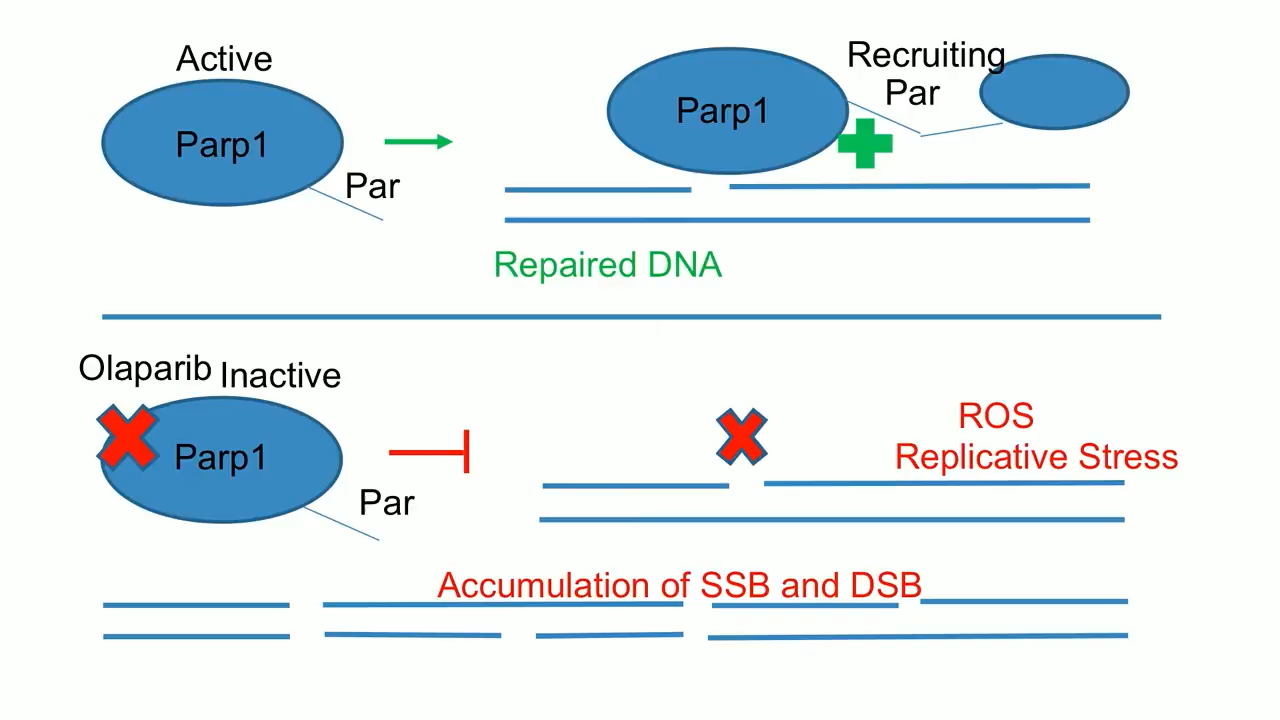 Active
Parp1
Par
Parp1
Recruiting
Par
Repaired DNA
Olaparib
Inactive
Parp1
Par
ROS
Replicative Stress
Accumulation of SSB and DSB